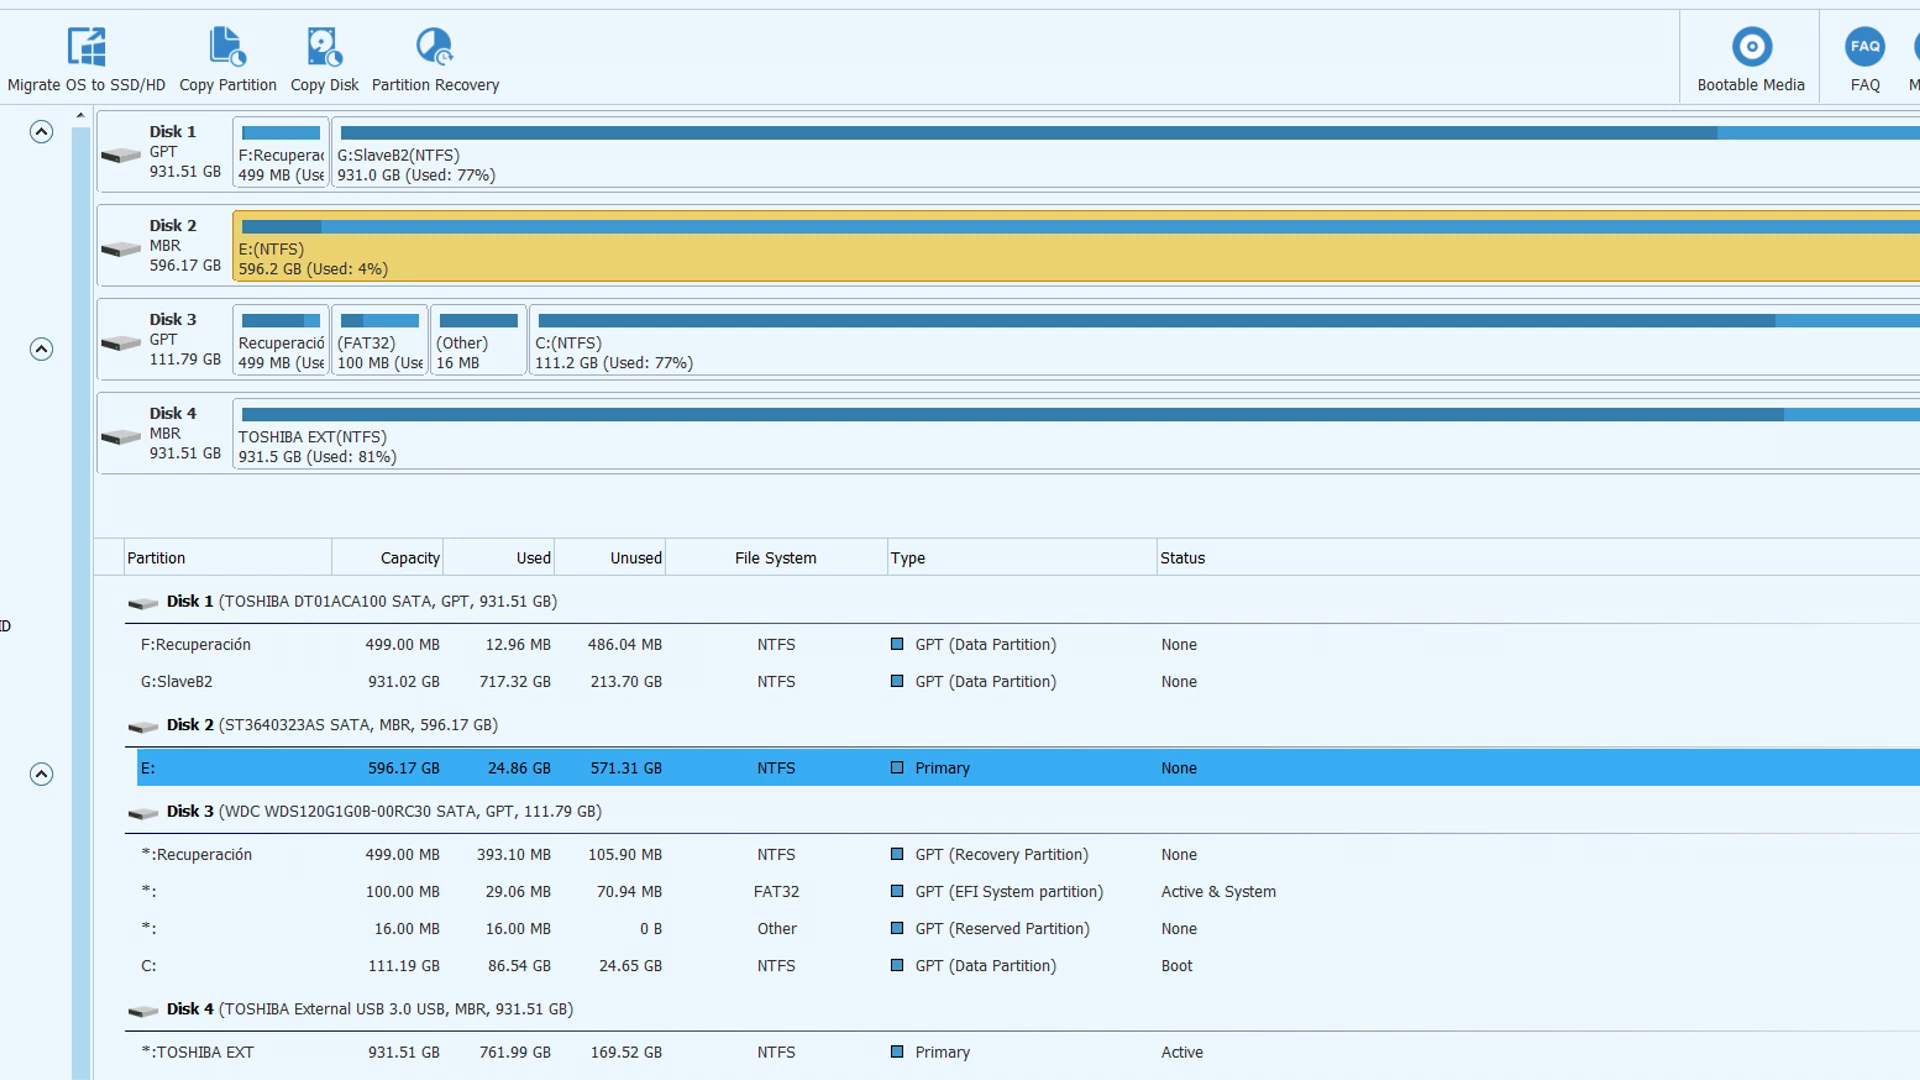 Migrate OS to SSD/HD Copy Partition Copy Disk Partition Recovery Bootable Media FAQ FAQ
Disk 1
GPT
931.51 GB
F:Recuperac
499 MB (Use
G:SlaveB2(NTFS)
931.0 GB (Used: 77%)
Disk 2
MBR
596.17 GB
E:(NTFS)
596.2 GB (Used: 4%)
Disk 3
GPT
111.79 GB
Recuperació
499 MB (Use
(FAT32)
100 MB (Use
(Other)
16 MB
C:(NTFS)
111.2 GB (Used: 77%)
Disk 4
MBR
931.51 GB
TOSHIBA EXT(NTFS)
931.5 GB (Used: 81%)
Partition Capacity Used Unused File System Type Status
Disk 1 (TOSHIBA DT01ACA100 SATA, GPT, 931.51 GB)
F:Recuperación 499.00 MB 12.96 MB 486.04 MB NTFS GPT (Data Partition) None
G:SlaveB2 931.02 GB 717.32 GB 213.70 GB NTFS GPT (Data Partition) None
Disk 2 (ST3640323AS SATA, MBR, 596.17 GB)
E: 596.17 GB 24.86 GB 571.31 GB NTFS Primary None
Disk 3 (WDC WDS120G1G0B-00RC30 SATA, GPT, 111.79 GB)
*:Recuperación 499.00 MB 393.10 MB 105.90 MB NTFS GPT (Recovery Partition) None
*: 100.00 MB 29.06 MB 70.94 MB FAT32 GPT (EFI System partition) Active & System
*: 16.00 MB 16.00 MB 0 B Other GPT (Reserved Partition) None
C: 111.19 GB 86.54 GB 24.65 GB NTFS GPT (Data Partition) Boot
Disk 4 (TOSHIBA External USB 3.0 USB, MBR, 931.51 GB)
*:TOSHIBA EXT 931.51 GB 761.99 GB 169.52 GB NTFS Primary Active